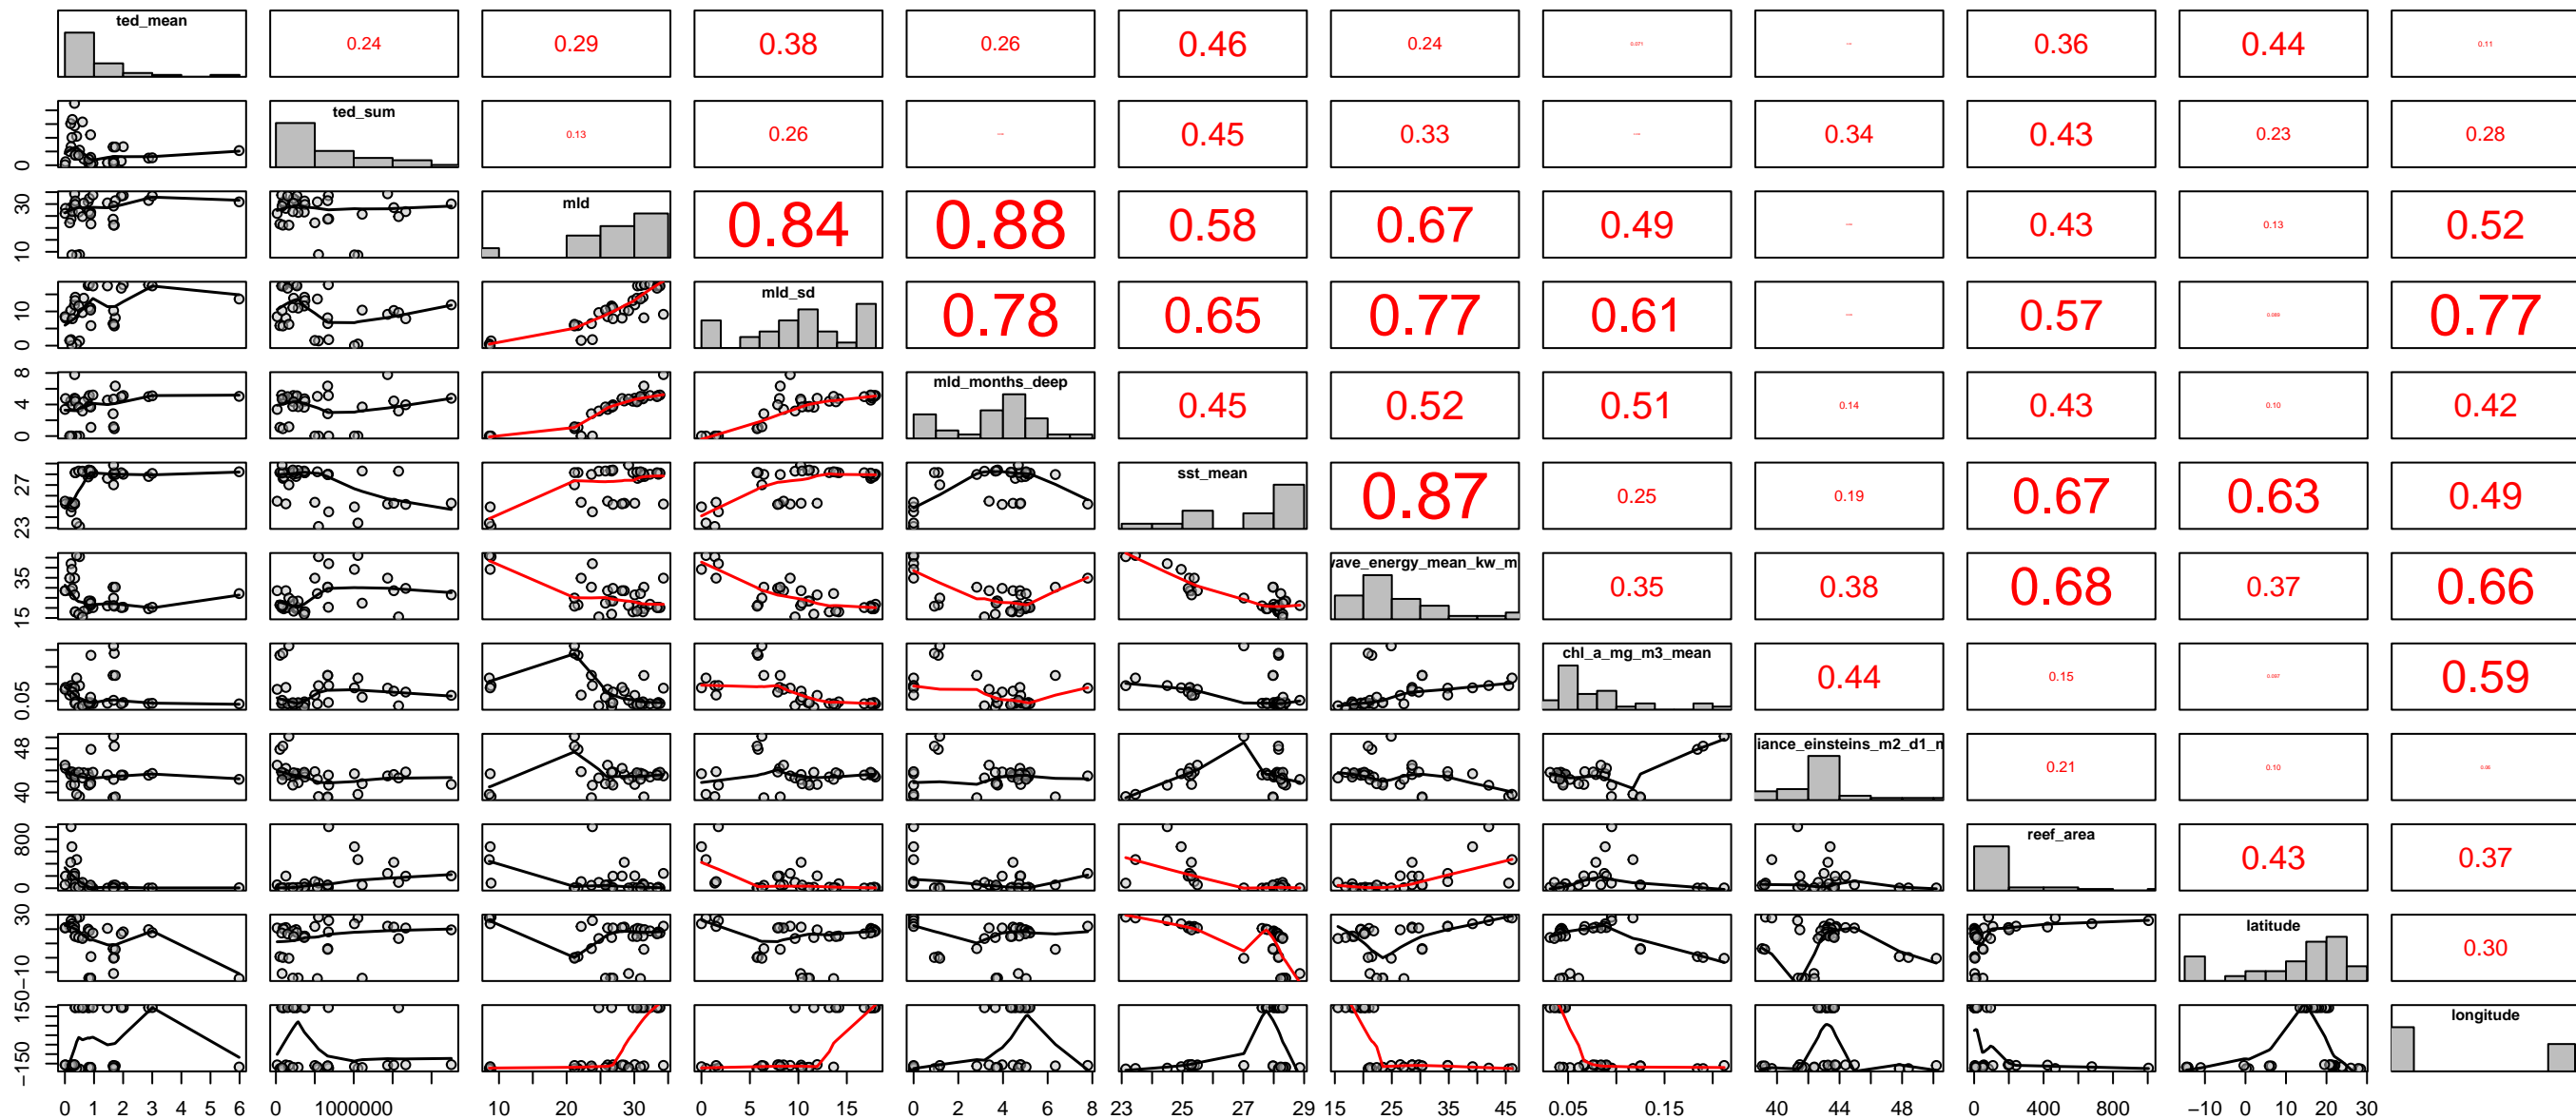 ted_mean 0.24 0.29 0.38 0.26 0.46 0.24 0.071 0.36 0.44 0.11
ted_sum 0.13 0.26 0.45 0.33 0.34 0.43 0.23 0.28
0
mld 0.84 0.88 0.58 0.67 0.49 0.43 0.13 0.52
10 30
mld_sd 0.78 0.65 0.77 0.61 0.57 0.77
0 10
mld_months_deep 0.45 0.52 0.51 0.14 0.43 0.10 0.42
0 4 8
sst_mean 0.87 0.25 0.19 0.67 0.63 0.49
23 27
wave_energy_mean_kw_m 0.35 0.38 0.68 0.37 0.66
15 35
chl_a_mg_m3_mean 0.44 0.15 0.097 0.59
0.05
iance_einsteins_m2_d1_m 0.21 0.10
40 48
reef_area 0.43 0.37
0 800
latitude 0.30
−10 30
longitude
−150 150
0 1 2 3 4 5 6 0 1000000 10 20 30 0 5 10 15 0 2 4 6 8 23 25 27 29 15 25 35 45 0.05 0.15 40 44 48 0 400 800 −10 0 10 20 30